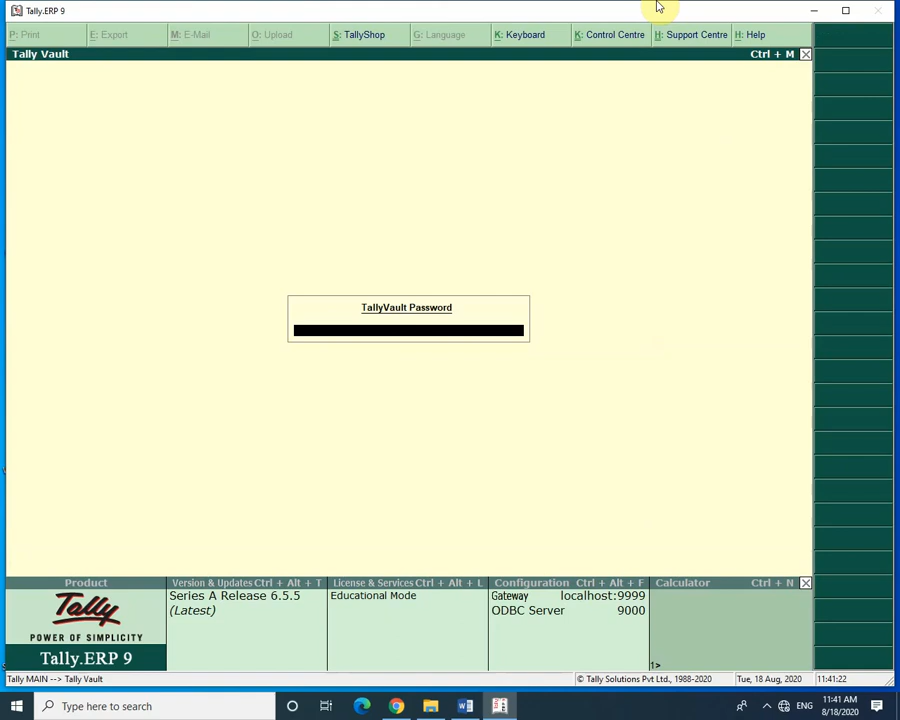 Tally.ERP 9
P: Print E: Export M: E-Mail O: Upload S: TallyShop G: Language K: Keyboard K: Control Centre H: Support Centre H: Help
Tally Vault Ctrl + M
TallyVault Password
Product Version & Updates Ctrl + Alt + T License & Services Ctrl + Alt + L Configuration Ctrl + Alt + F Calculator Ctrl + N
Tally
POWER OF SIMPLICITY
Tally.ERP 9
Series A Release 6.5.5
(Latest)
Educational Mode
Gateway localhost:9999
ODBC Server 9000
1>
Tally MAIN --> Tally Vault © Tally Solutions Pvt Ltd., 1988-2020 Tue, 18 Aug, 2020 11:41:22
Type here to search ENG 11:41 AM
8/18/2020